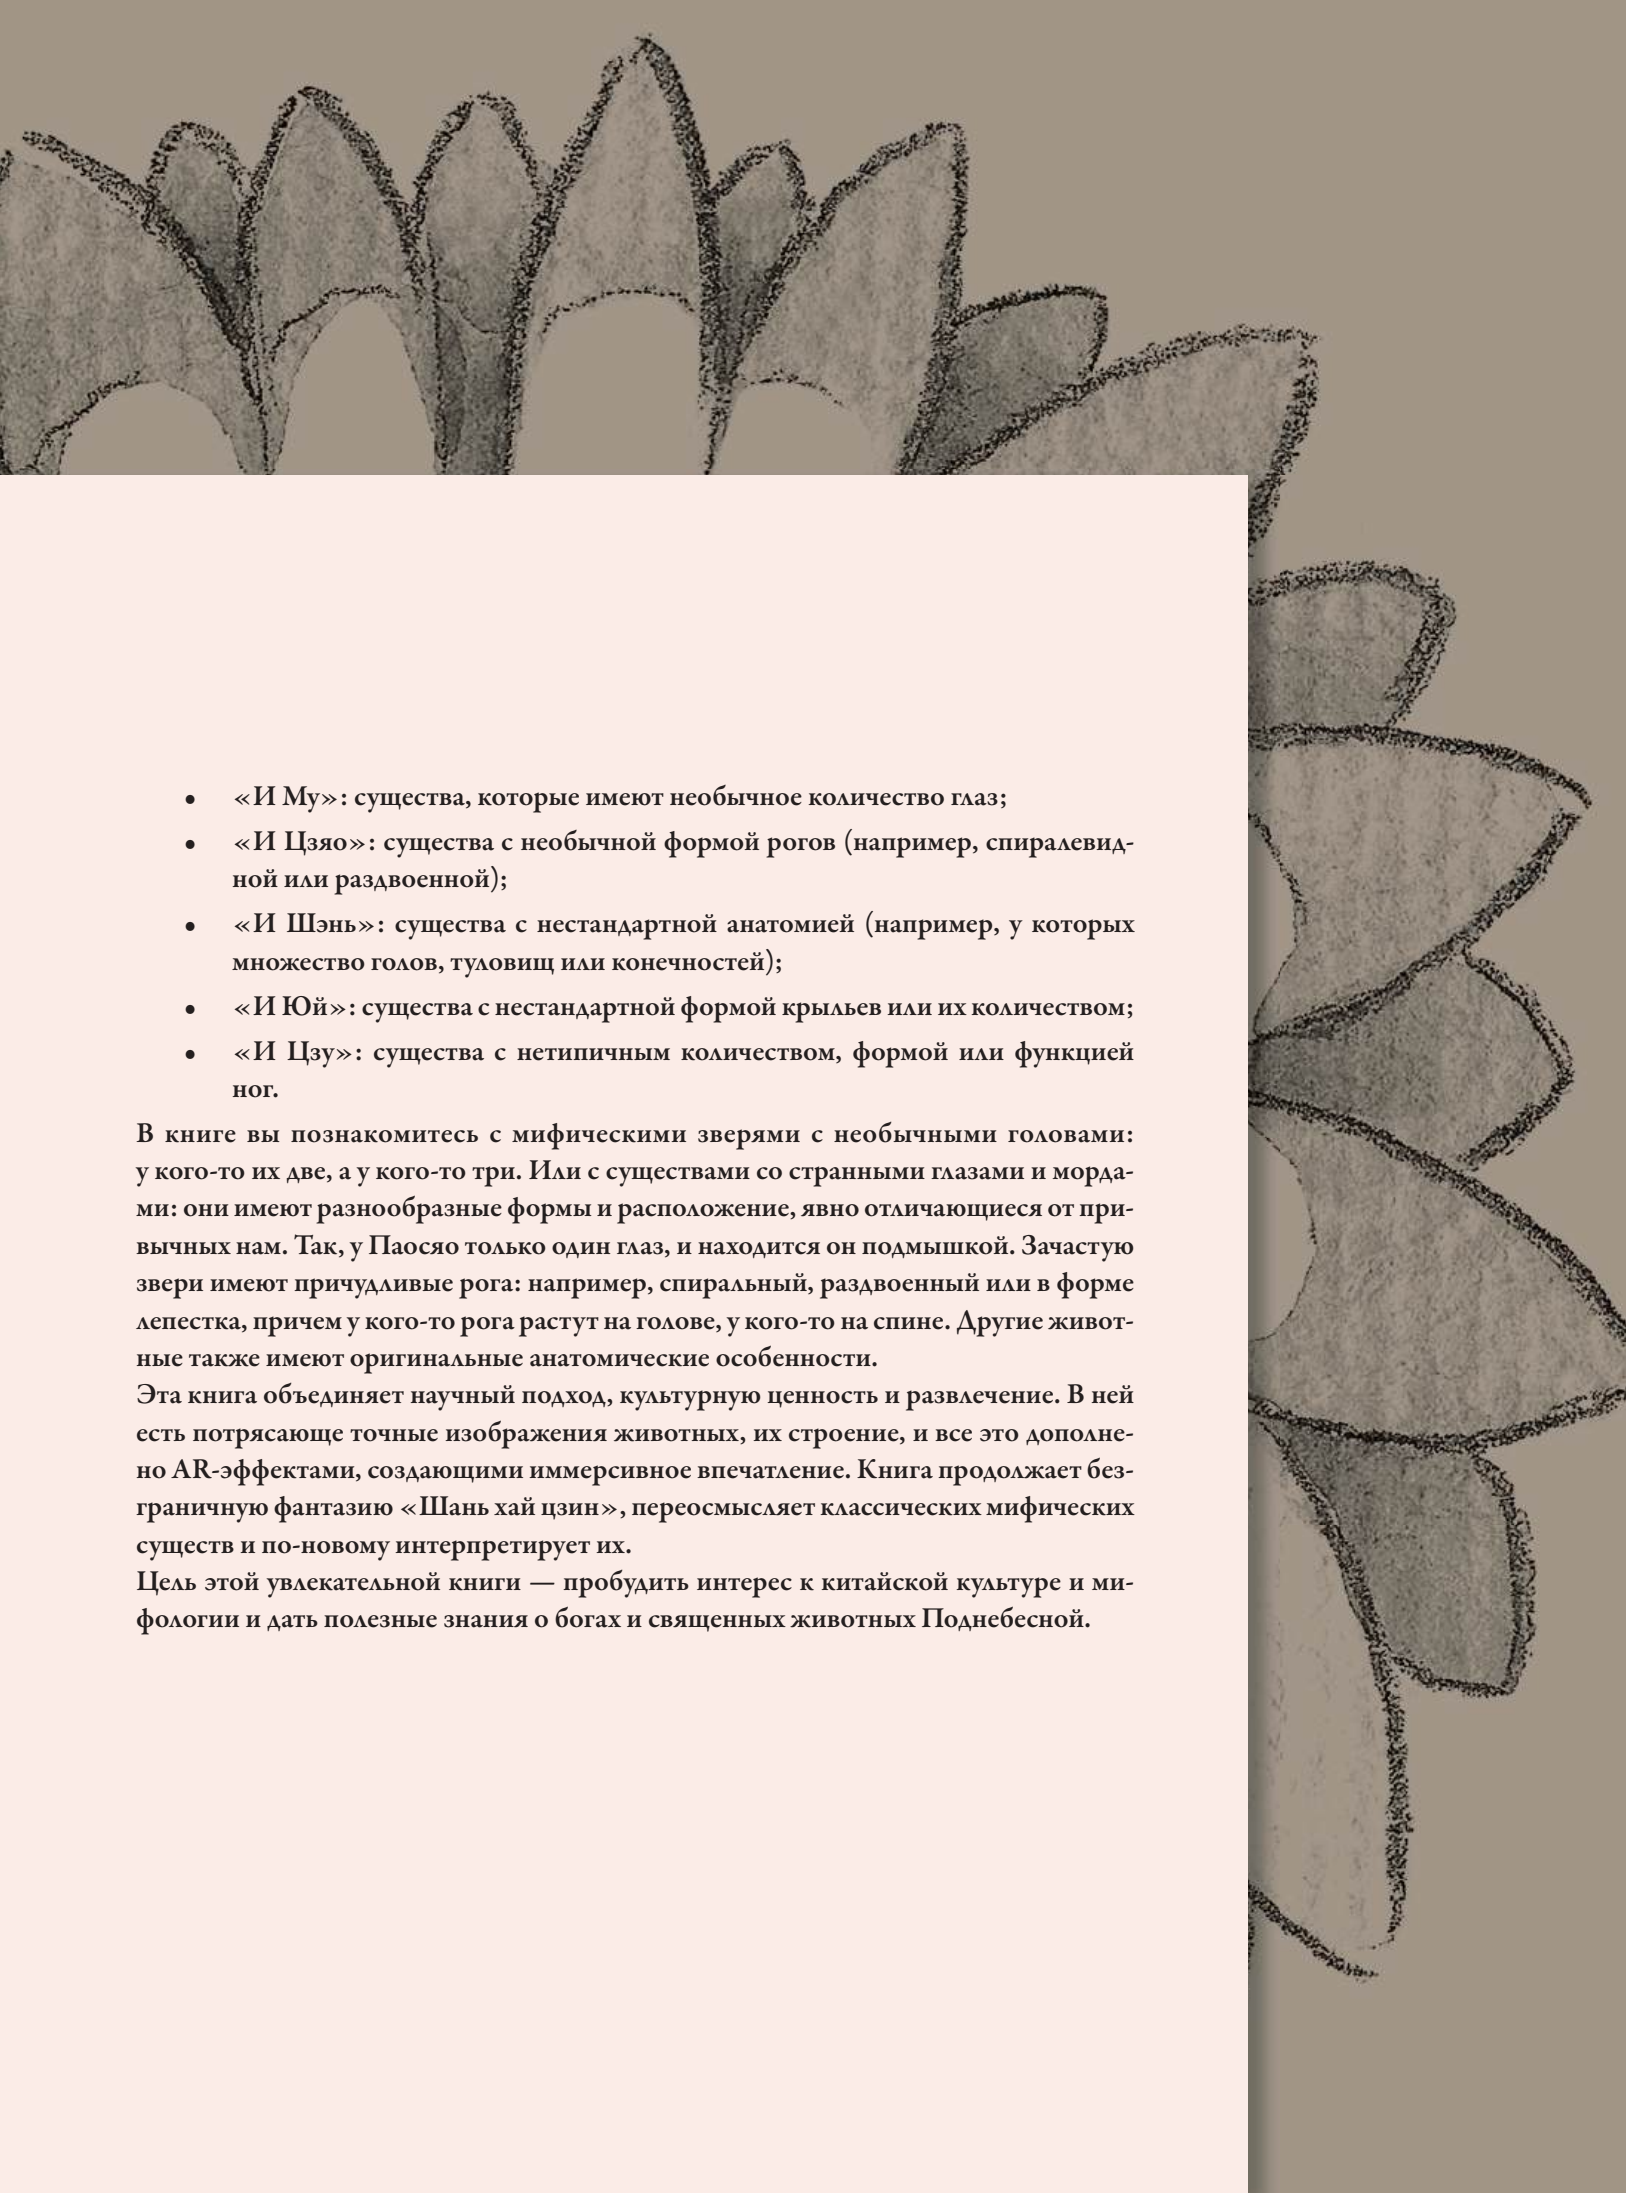 • «И Му»: существа, которые имеют необычное количество глаз;
• «И Цзяо»: существа с необычной формой рогов (например, спиралевид-
ной или раздвоенной);
• «И Шэнь»: существа с нестандартной анатомией (например, у которых
множество голов, туловищ или конечностей);
• «И Юй»: существа с нестандартной формой крыльев или их количеством;
• «И Цзу»: существа с нетипичным количеством, формой или функцией
ног.
В книге вы познакомитесь с мифическими зверями с необычными головами:
у кого-то их две, а у кого-то три. Или с существами со странными глазами и морда-
ми: они имеют разнообразные формы и расположение, явно отличающиеся от при-
вычных нам. Так, у Паосяо только один глаз, и находится он подмышкой. Зачастую
звери имеют причудливые рога: например, спиральный, раздвоенный или в форме
лепестка, причем у кого-то рога растут на голове, у кого-то на спине. Другие живот-
ные также имеют оригинальные анатомические особенности.
Эта книга объединяет научный подход, культурную ценность и развлечение. В ней
есть потрясающе точные изображения животных, их строение, и все это дополне-
но AR-эффектами, создающими иммерсивное впечатление. Книга продолжает без-
граничную фантазию «Шань хай цзин», переосмысляет классических мифических
существ и по-новому интерпретирует их.
Цель этой увлекательной книги — пробудить интерес к китайской культуре и ми-
фологии и дать полезные знания о богах и священных животных Поднебесной.